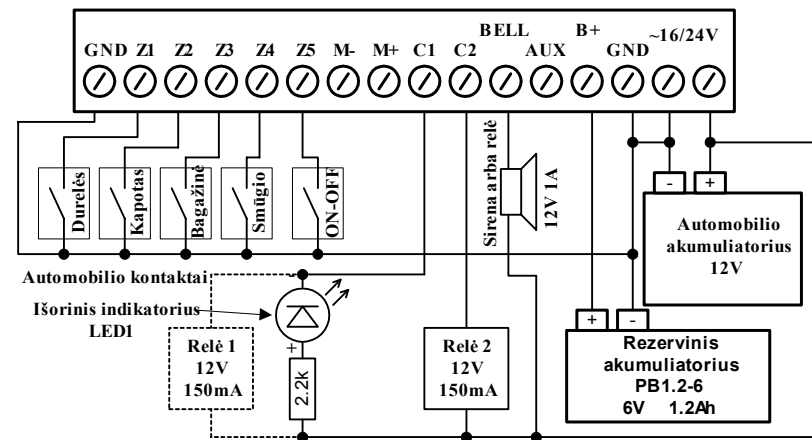 GND Z1 Z2 Z3 Z4 Z5 M- M+ C1 C2 BELL AUX B+ GND ~16/24V
Durelės
Kapotas
Bagažinė
Smūgio
ON-OFF
Sirena arba relė
12V 1A
- +
Automobilio
akumuliatorius
12V
Automobilio kontaktai
-
Išorinis indikatorius
LED1
+
2.2k
Relė 1
12V
150mA
Relė 2
12V
150mA
+ -
Rezervinis
akumuliatorius
PB1.2-6
6V 1.2Ah